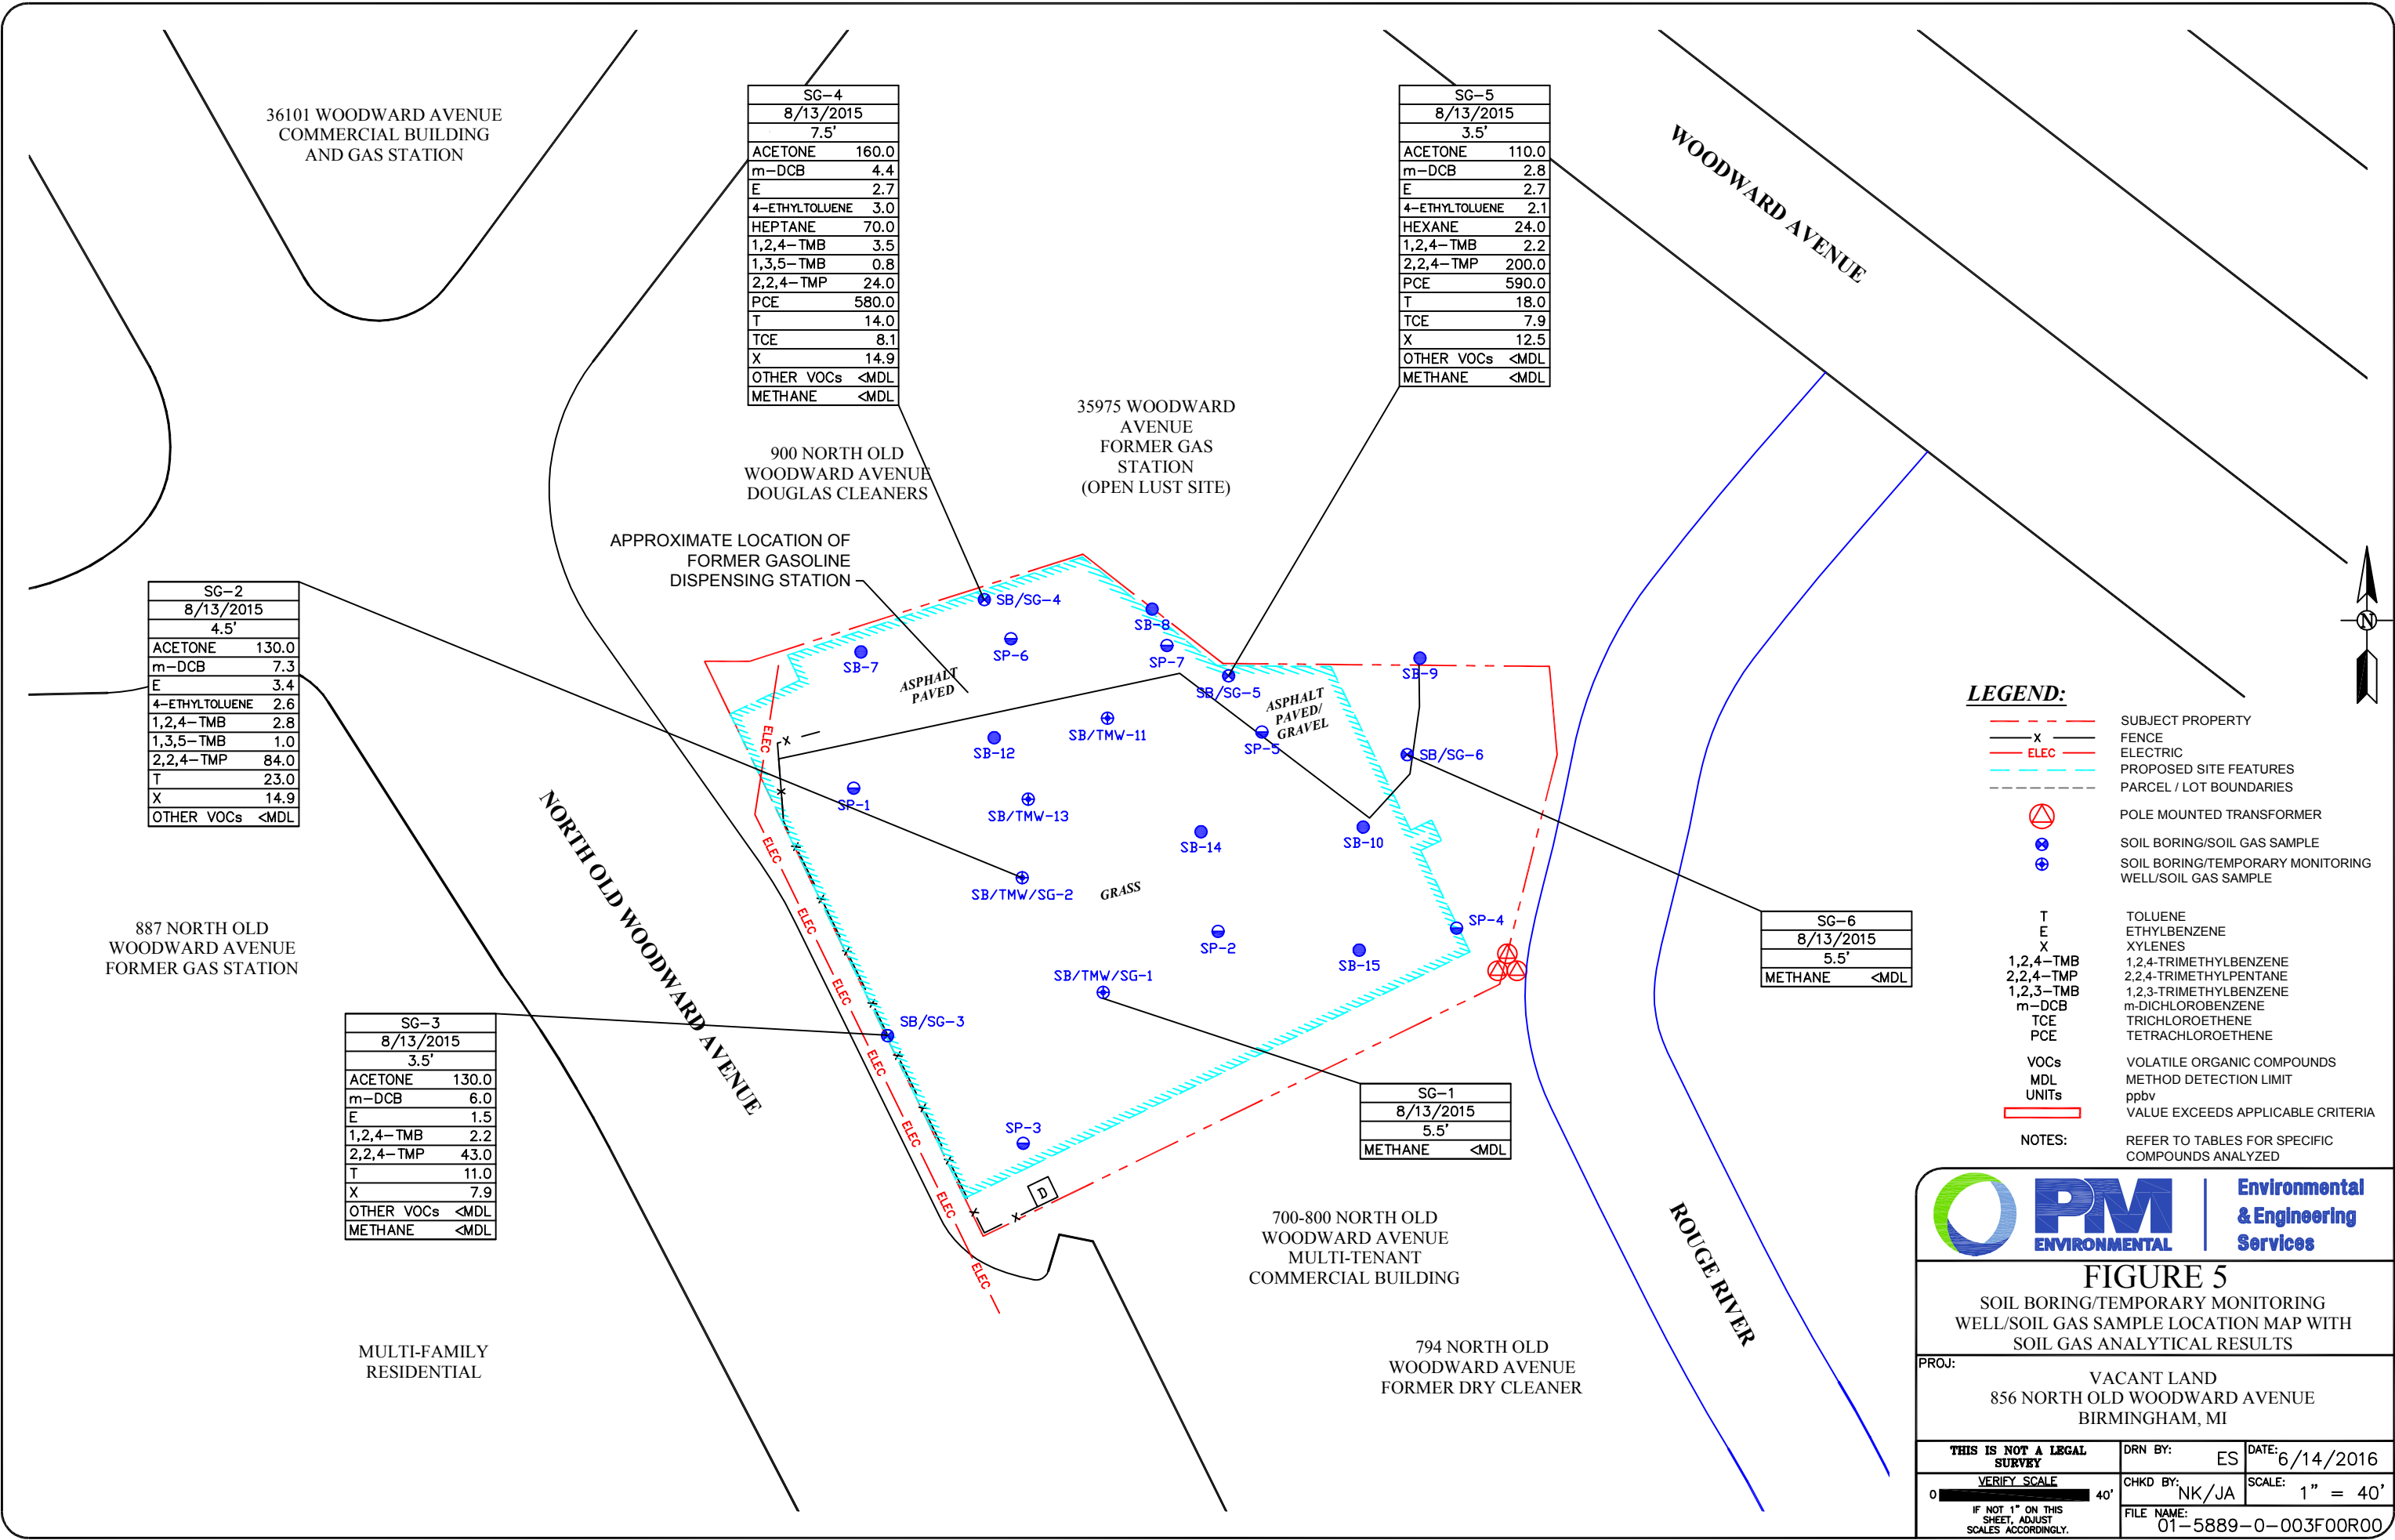 36101 WOODWARD AVENUE
COMMERCIAL BUILDING
AND GAS STATION
SG-4
8/13/2015
7.5'
ACETONE 160.0
m-DCB 4.4
E 2.7
4-ETHYLTOLUENE 3.0
HEPTANE 70.0
1,2,4-TMB 3.5
1,3,5-TMB 0.8
2,2,4-TMP 24.0
PCE 580.0
T 14.0
TCE 8.1
X 14.9
OTHER VOCs <MDL
METHANE <MDL
SG-5
8/13/2015
3.5'
ACETONE 110.0
m-DCB 2.8
E 2.7
4-ETHYLTOLUENE 2.1
HEXANE 24.0
1,2,4-TMB 2.2
2,2,4-TMP 200.0
PCE 590.0
T 18.0
TCE 7.9
X 12.5
OTHER VOCs <MDL
METHANE <MDL
WOODWARD AVENUE
35975 WOODWARD
AVENUE
FORMER GAS
STATION
(OPEN LUST SITE)
900 NORTH OLD
WOODWARD AVENUE
DOUGLAS CLEANERS
APPROXIMATE LOCATION OF
FORMER GASOLINE
DISPENSING STATION
SG-2
8/13/2015
4.5'
ACETONE 130.0
m-DCB 7.3
E 3.4
4-ETHYLTOLUENE 2.6
1,2,4-TMB 2.8
1,3,5-TMB 1.0
2,2,4-TMP 84.0
T 23.0
X 14.9
OTHER VOCs <MDL
SB/SG-4
SB-8
SP-6
SP-7
SB-7
SB-9
SB/SG-5
ASPHALT
PAVED
ASPHALT
PAVED/
GRAVEL
SB/TMW-11
SB-12
SP-5
SB/SG-6
SP-1
SB/TMW-13
SB-14
SB-10
SB/TMW/SG-2
GRASS
SP-4
SP-2
SB-15
SB/TMW/SG-1
SB/SG-3
SP-3
X
X
X
X
X
X
X
X
X
X
X
ELEC
ELEC
ELEC
ELEC
ELEC
ELEC
ELEC
ELEC
NORTH OLD WOODWARD AVENUE
887 NORTH OLD
WOODWARD AVENUE
FORMER GAS STATION
SG-3
8/13/2015
3.5'
ACETONE 130.0
m-DCB 6.0
E 1.5
1,2,4-TMB 2.2
2,2,4-TMP 43.0
T 11.0
X 7.9
OTHER VOCs <MDL
METHANE <MDL
SG-6
8/13/2015
5.5'
METHANE <MDL
SG-1
8/13/2015
5.5'
METHANE <MDL
MULTI-FAMILY
RESIDENTIAL
700-800 NORTH OLD
WOODWARD AVENUE
MULTI-TENANT
COMMERCIAL BUILDING
794 NORTH OLD
WOODWARD AVENUE
FORMER DRY CLEANER
ROUGE RIVER
N
LEGEND:
SUBJECT PROPERTY
X FENCE
ELEC ELECTRIC
PROPOSED SITE FEATURES
PARCEL / LOT BOUNDARIES
POLE MOUNTED TRANSFORMER
SOIL BORING/SOIL GAS SAMPLE
SOIL BORING/TEMPORARY MONITORING
WELL/SOIL GAS SAMPLE
T TOLUENE
E ETHYLBENZENE
X XYLENES
1,2,4-TMB 1,2,4-TRIMETHYLBENZENE
2,2,4-TMP 2,2,4-TRIMETHYLPENTANE
1,2,3-TMB 1,2,3-TRIMETHYLBENZENE
m-DCB m-DICHLOROBENZENE
TCE TRICHLOROETHENE
PCE TETRACHLOROETHENE
VOCs VOLATILE ORGANIC COMPOUNDS
MDL METHOD DETECTION LIMIT
UNITs ppbv
VALUE EXCEEDS APPLICABLE CRITERIA
NOTES: REFER TO TABLES FOR SPECIFIC
COMPOUNDS ANALYZED
PM
ENVIRONMENTAL
Environmental
& Engineering
Services
FIGURE 5
SOIL BORING/TEMPORARY MONITORING
WELL/SOIL GAS SAMPLE LOCATION MAP WITH
SOIL GAS ANALYTICAL RESULTS
PROJ:
VACANT LAND
856 NORTH OLD WOODWARD AVENUE
BIRMINGHAM, MI
THIS IS NOT A LEGAL
SURVEY
DRN BY: ES
DATE: 6/14/2016
VERIFY SCALE
0 40'
IF NOT 1" ON THIS
SHEET, ADJUST
SCALES ACCORDINGLY.
CHKD BY: NK/JA
SCALE: 1" = 40'
FILE NAME:
01-5889-0-003F00R00